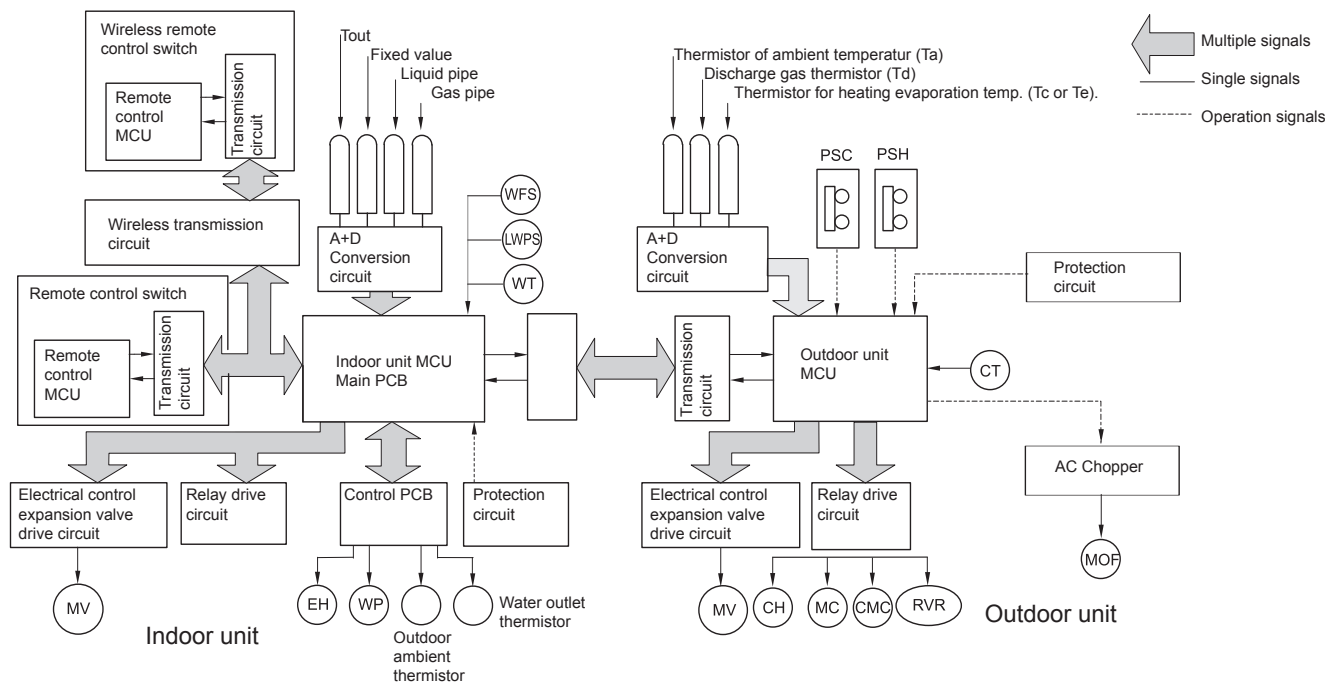 Wireless remote
control switch
Remote
control
MCU
Transmission
circuit
Wireless transmission
circuit
Remote control switch
Remote
control
MCU
Transmission
circuit
Tout
Fixed value
Liquid pipe
Gas pipe
A+D
Conversion
circuit
WFS
LWPS
WT
Indoor unit MCU
Main PCB
Electrical control
expansion valve
drive circuit
Relay drive
circuit
Control PCB
Protection
circuit
MV
EH
WP
Outdoor
ambient
thermistor
Water outlet
thermistor
Indoor unit
Thermistor of ambient temperatur (Ta)
Discharge gas thermistor (Td)
Thermistor for heating evaporation temp. (Tc or Te).
A+D
Conversion
circuit
PSC
PSH
Protection
circuit
Transmission
circuit
Outdoor unit
MCU
CT
AC Chopper
MOF
Electrical control
expansion valve
drive circuit
Relay drive
circuit
MV
CH
MC
CMC
RVR
Outdoor unit
Multiple signals
Single signals
Operation signals